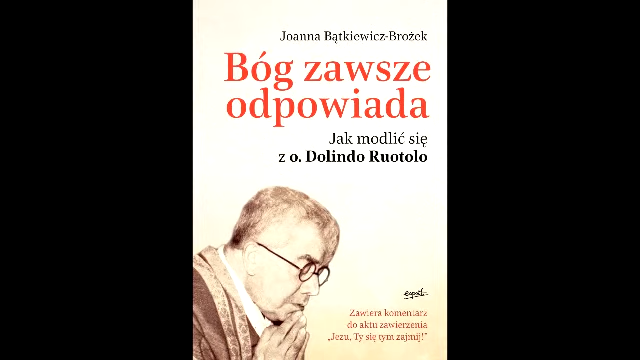 Joanna Bątkiewicz-Brożek
Bóg zawsze
odpowiada
Jak modlić się
z o. Dolindo Ruotolo
esprit
Zawiera komentarz
do aktu zawierzenia
„Jezu, Ty się tym zajmij!”